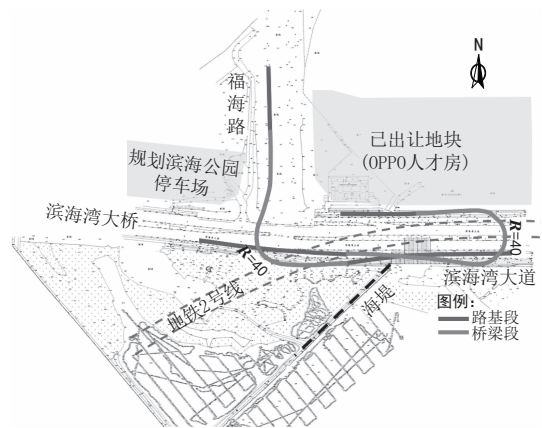 N
福海路
已出让地块
(OPPO人才房)
规划滨海公园
停车场
滨海湾大桥
R=40
R=40
滨海湾大道
地铁2号线
海堤
图例：
路基段
桥梁段